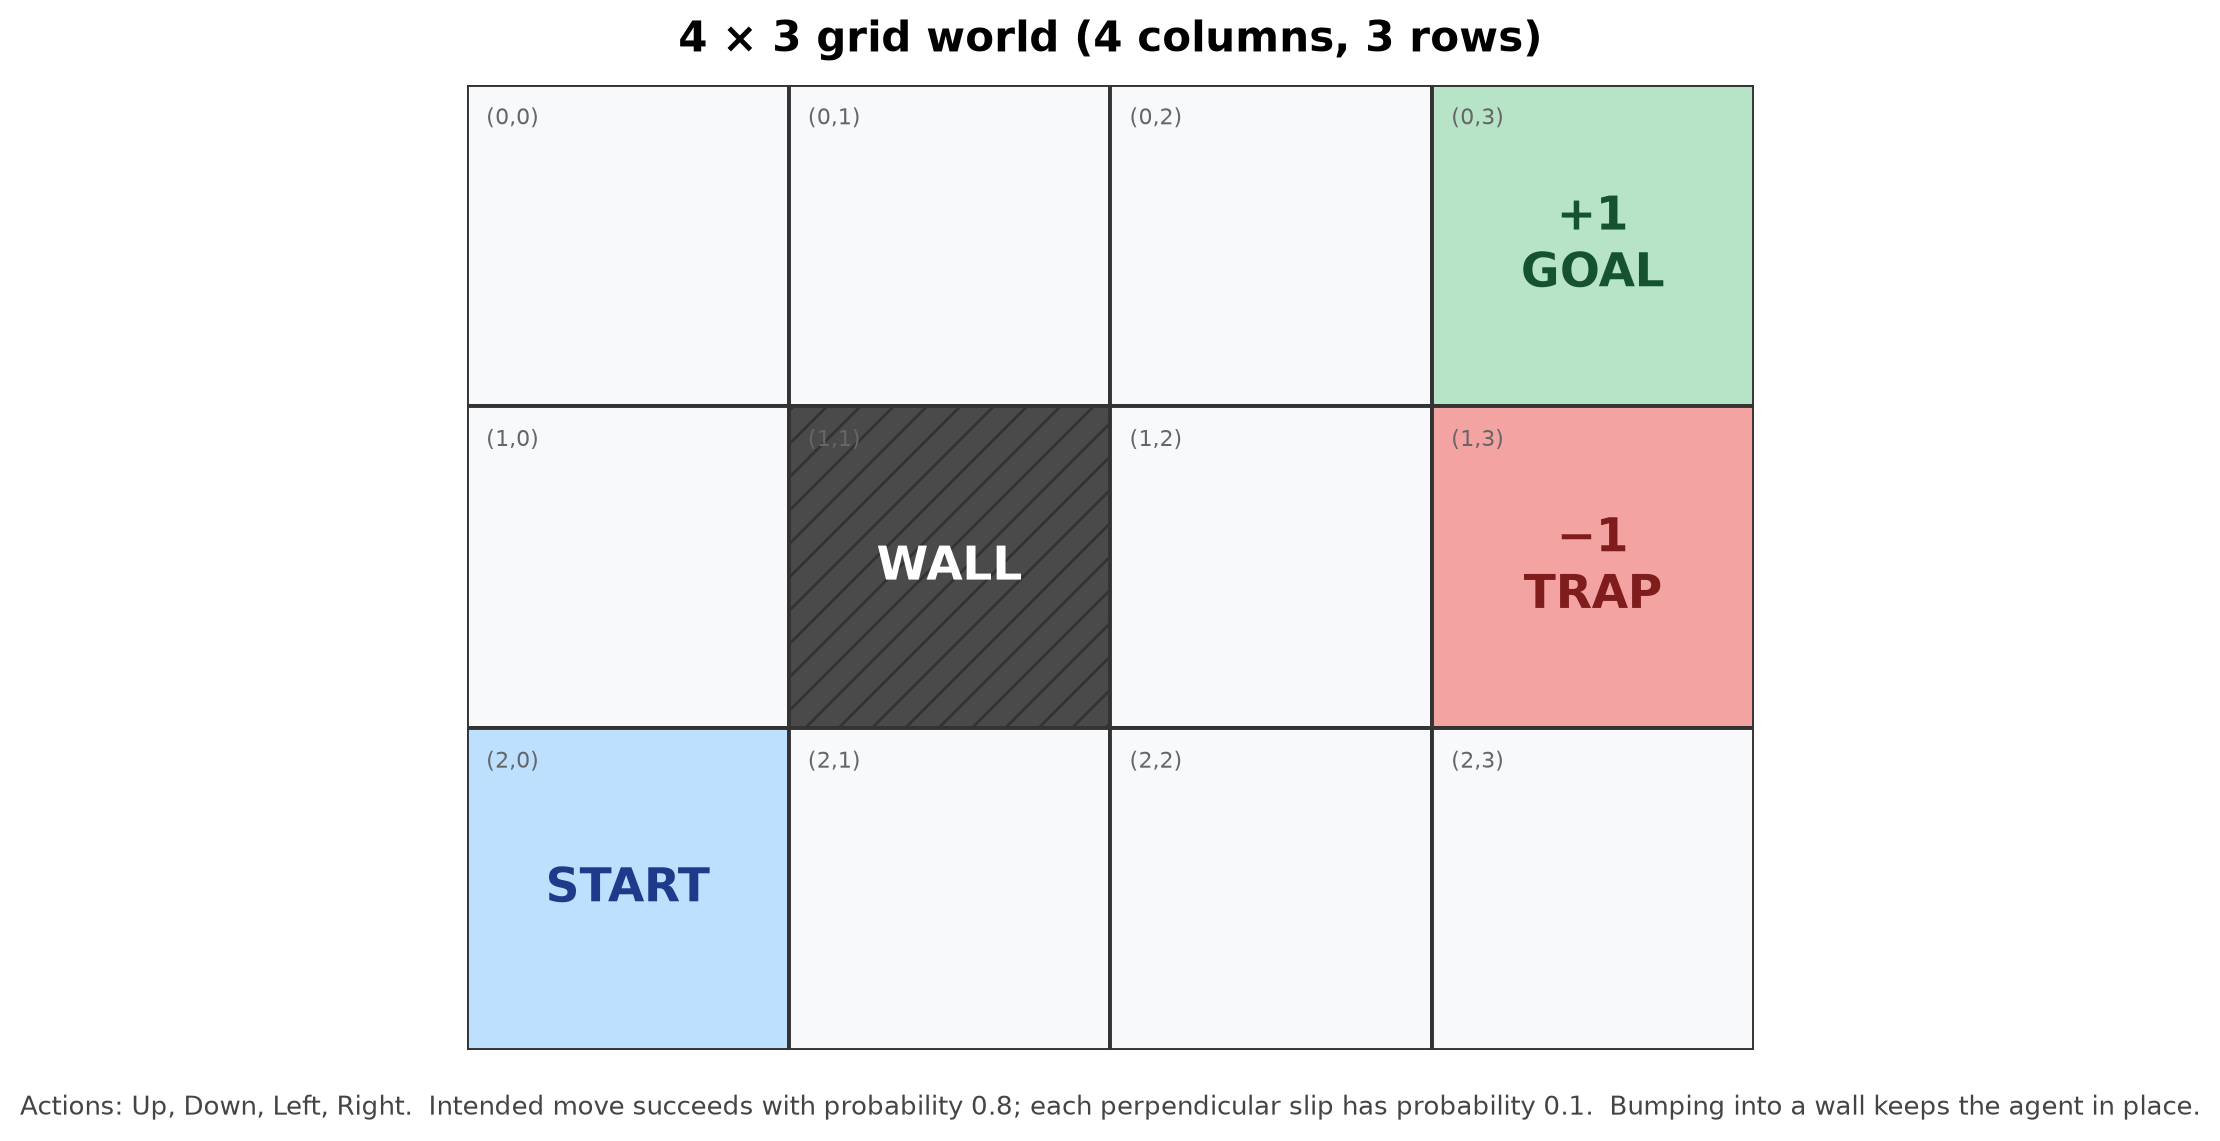 4 × 3 grid world (4 columns, 3 rows)
(0,0)
(0,1)
(0,2)
(0,3)
+1
GOAL
(1,0)
(1,1)
WALL
(1,2)
(1,3)
−1
TRAP
(2,0)
START
(2,1)
(2,2)
(2,3)
Actions: Up, Down, Left, Right.  Intended move succeeds with probability 0.8; each perpendicular slip has probability 0.1.  Bumping into a wall keeps the agent in place.